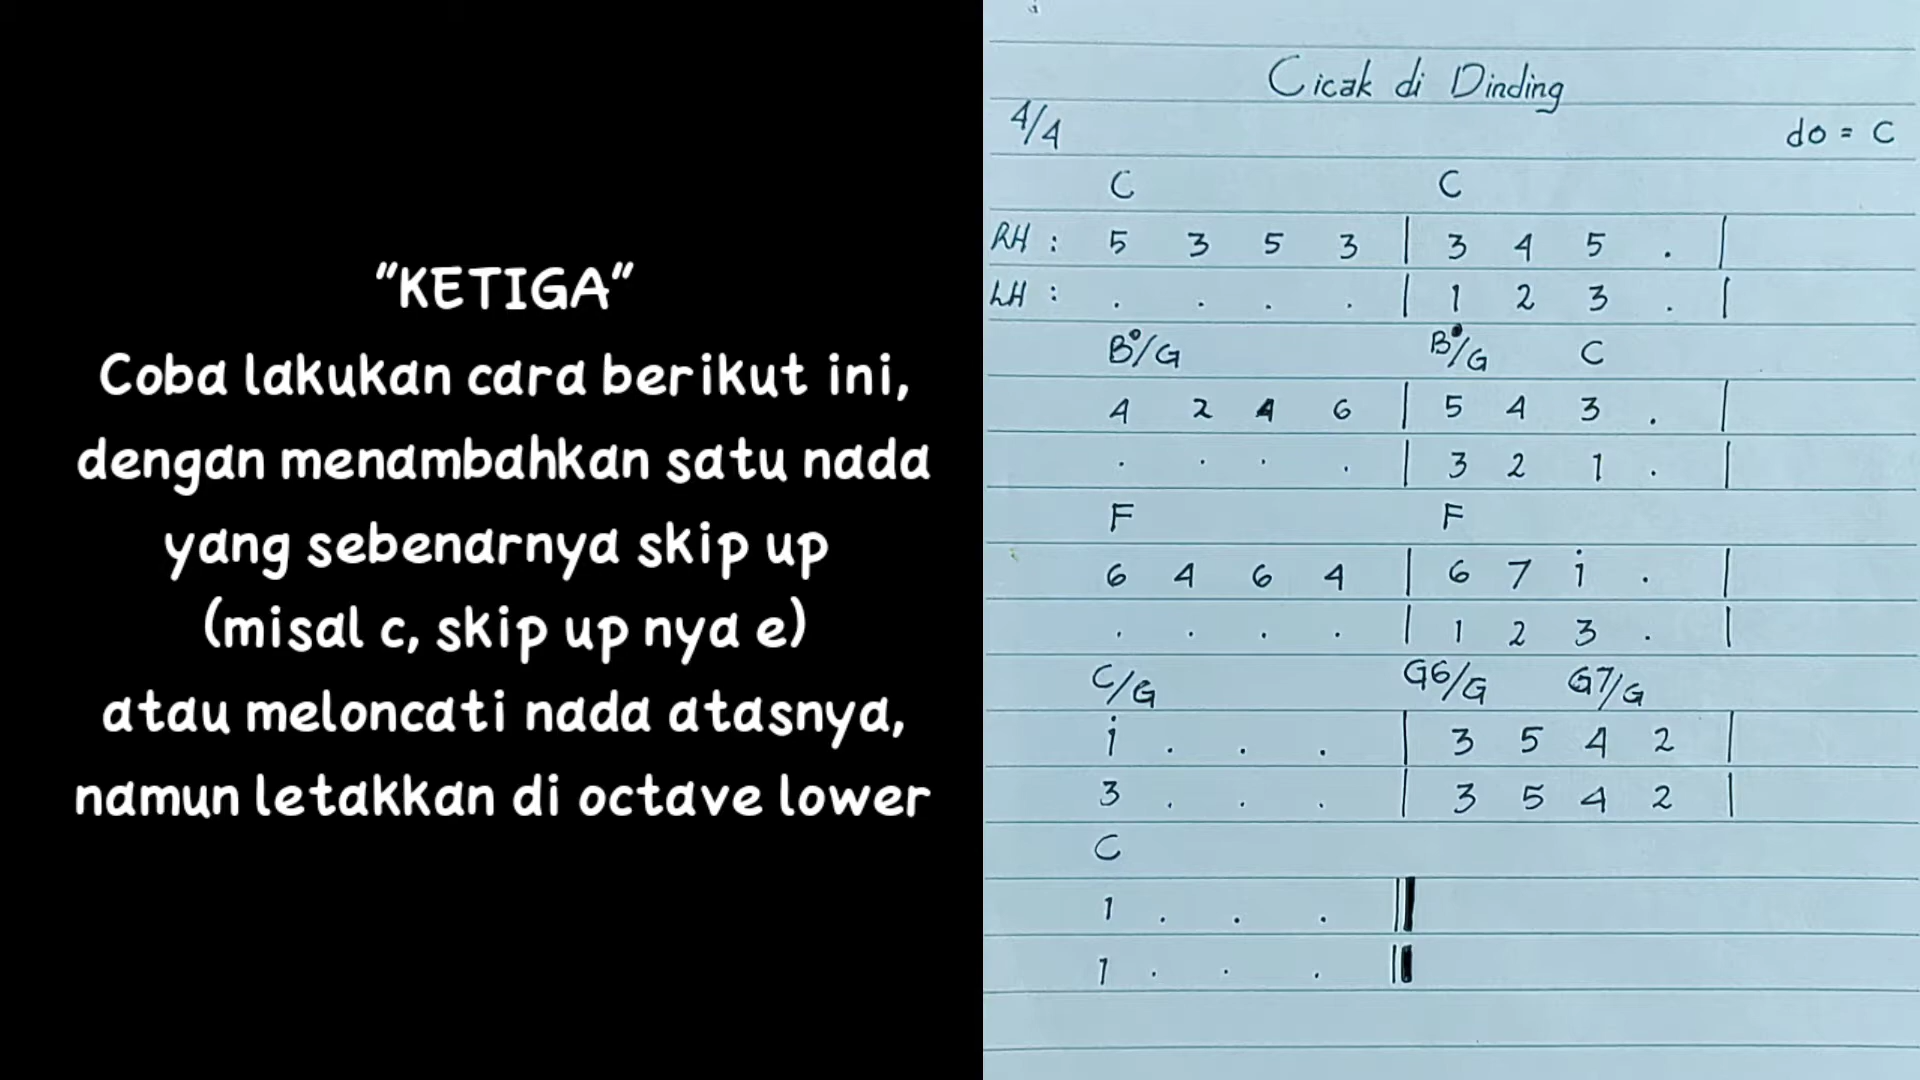 "KETIGA"
Coba lakukan cara berikut ini,
dengan menambahkan satu nada
yang sebenarnya skip up
(misal c, skip up nya e)
atau meloncati nada atasnya,
namun letakkan di octave lower
Cicak di Dinding
4/4 do = C
C C
RH : 5 3 5 3 | 3 4 5 . |
LH : . . . . | 1 2 3 . |
B°/G B°/G C
4 2 4 6 | 5 4 3 . |
. . . . | 3 2 1 . |
F F
6 4 6 4 | 6 7 i . |
. . . . | 1 2 3 . |
C/G G6/G G7/G
i . . . | 3 5 4 2 |
3 . . . | 3 5 4 2 |
C
1 . . . ||
1 . . . ||